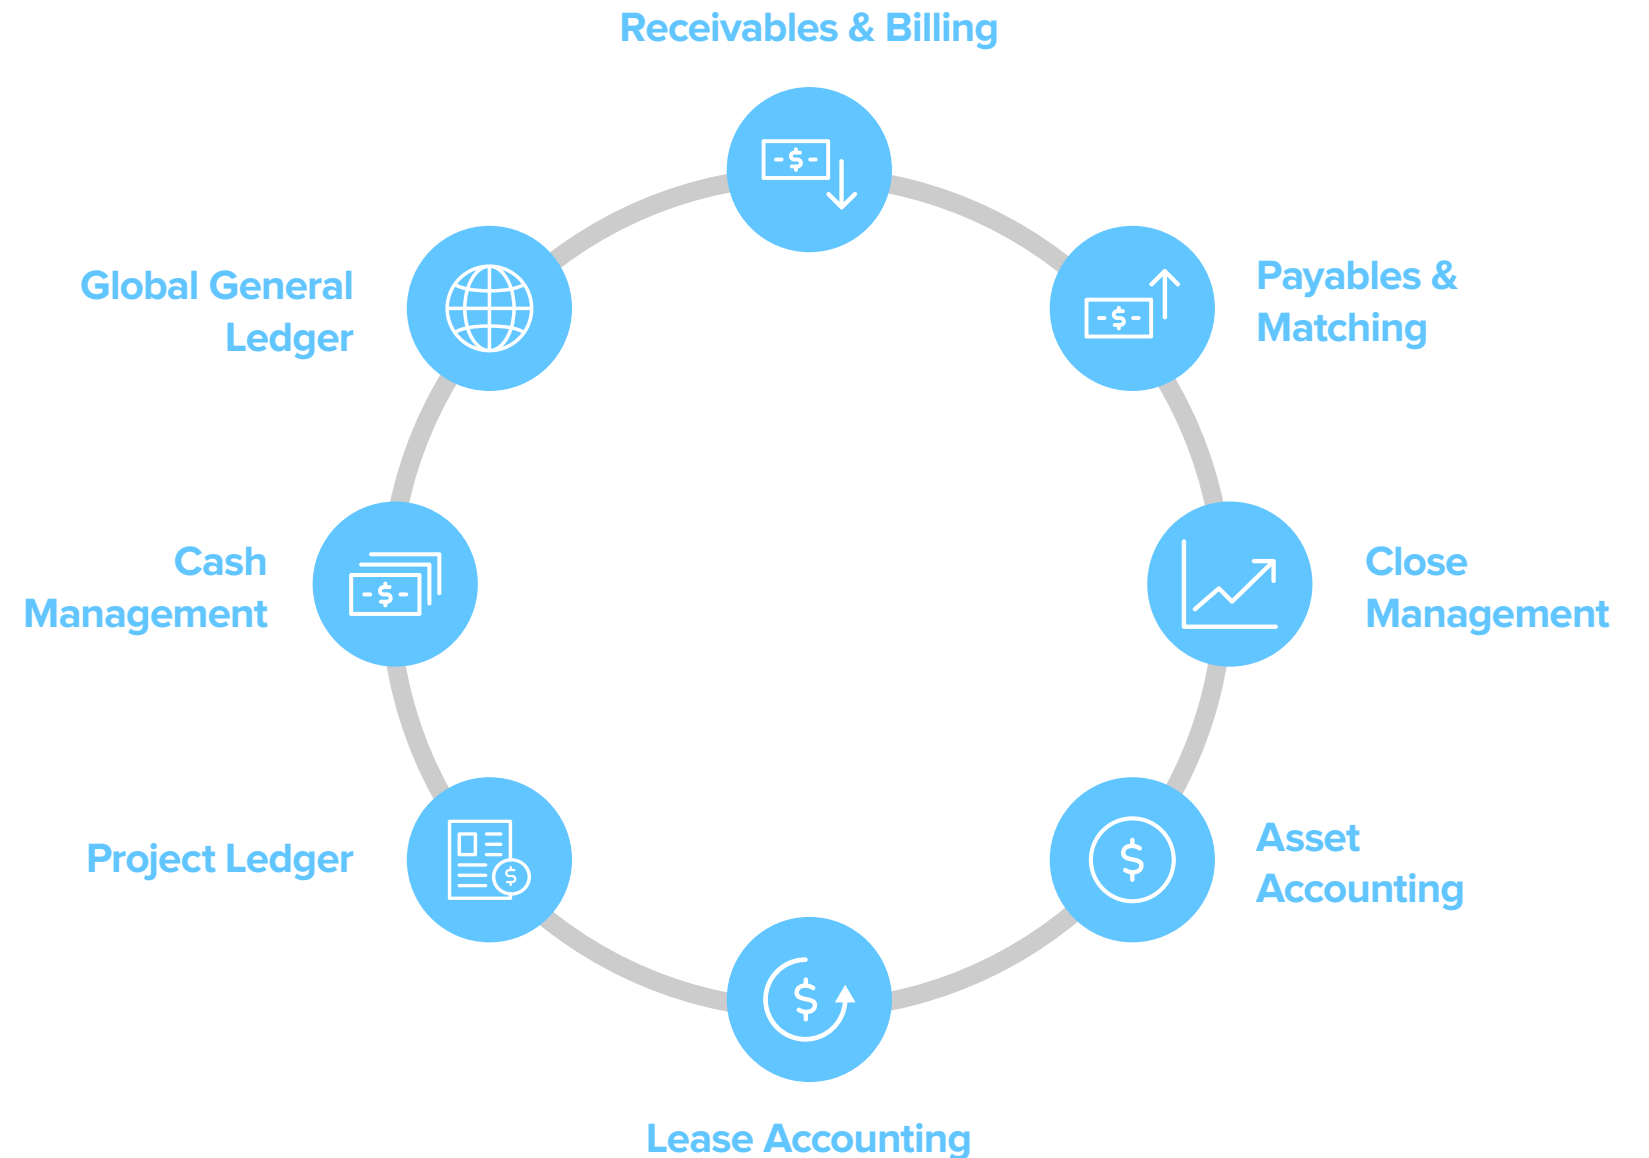 Receivables & Billing
Payables &
Matching
Close
Management
Asset
Accounting
Lease Accounting
Project Ledger
Cash
Management
Global General
Ledger
-$-
-$-
-$-
$
$
$